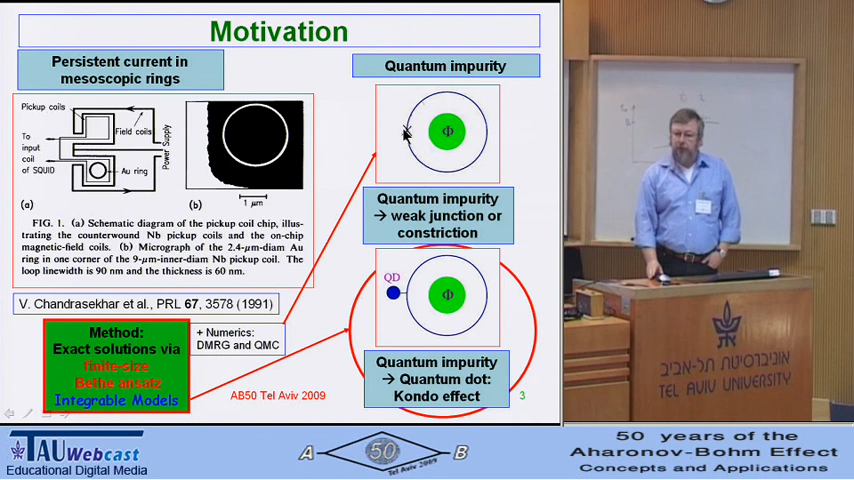 Motivation
Persistent current in
mesoscopic rings
Pickup coils
Field coils
To
input
coil
of SQUID
Au ring
Power Supply
(a)
(b)
1 μm
FIG. 1. (a) Schematic diagram of the pickup coil chip, illus-
trating the counterwound Nb pickup coils and the on-chip
magnetic-field coils. (b) Micrograph of the 2.4-μm-diam Au
ring in one corner of the 9-μm-inner-diam Nb pickup coil. The
loop linewidth is 90 nm and the thickness is 60 nm.
V. Chandrasekhar et al., PRL 67, 3578 (1991)
Method:
Exact solutions via
finite-size
Bethe ansatz
Integrable Models
+ Numerics:
DMRG and QMC
AB50 Tel Aviv 2009
Quantum impurity
Φ
Quantum impurity
→ weak junction or
constriction
QD
Φ
Quantum impurity
→ Quantum dot:
Kondo effect
3
אוניברסיטת תל-אביב
TEL AVIV UNIVERSITY
TAU Webcast
Educational Digital Media
A 50 B
Tel Aviv 2009
50 years of the
Aharonov-Bohm Effect
Concepts and Applications